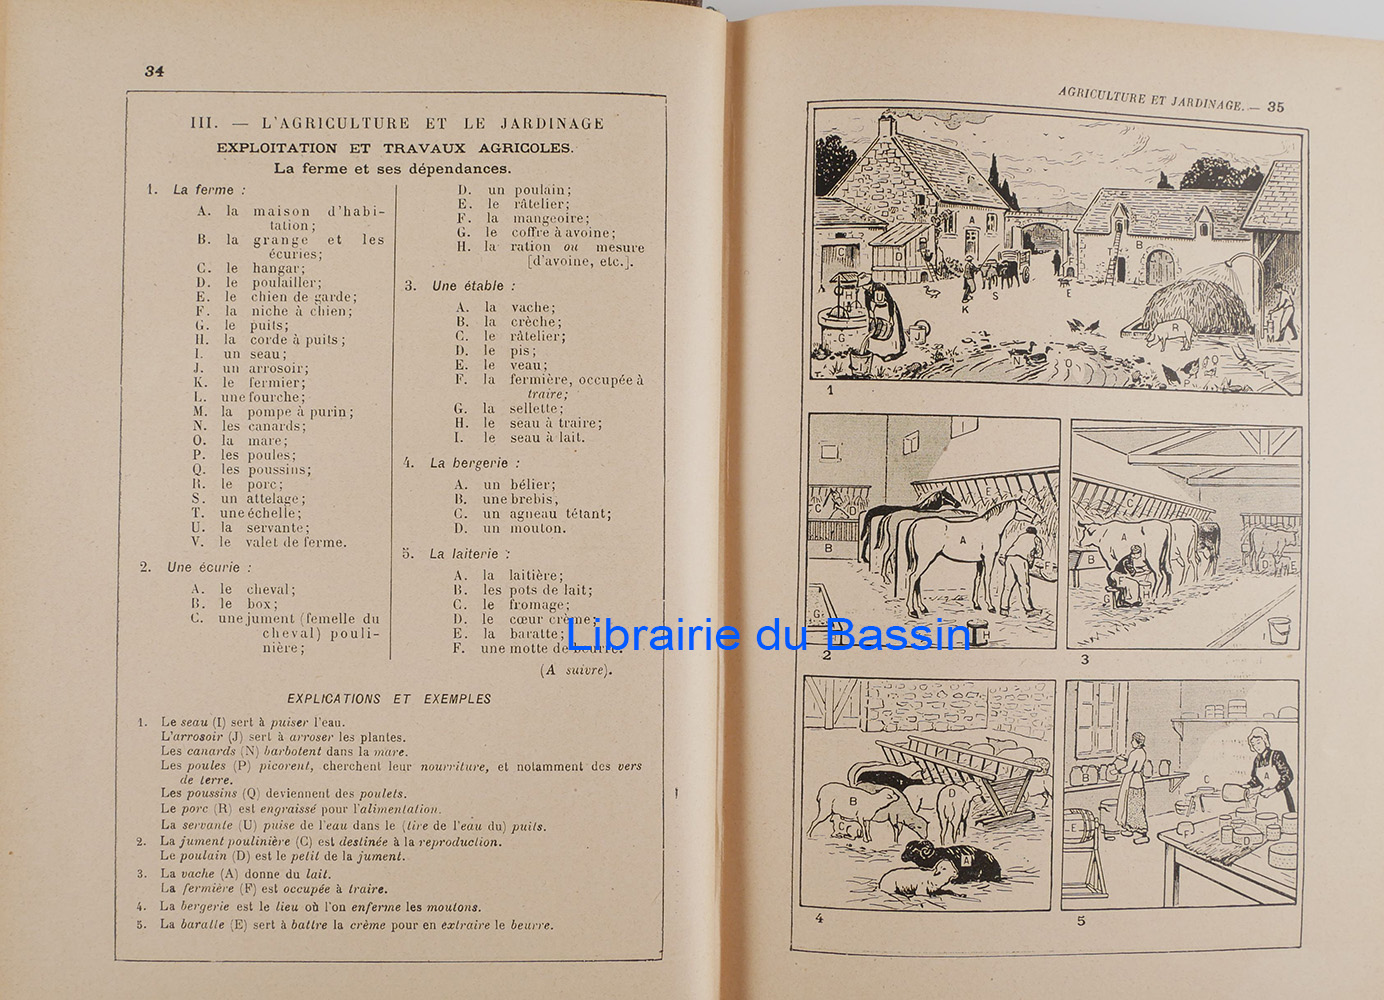 34
III. — L'AGRICULTURE ET LE JARDINAGE
EXPLOITATION ET TRAVAUX AGRICOLES.
La ferme et ses dépendances.
1. La ferme :
A. la maison d'habi-
tation;
B. la grange et les
écuries;
C. le hangar;
D. le poulailler;
E. le chien de garde;
F. la niche à chien;
G. le puits;
H. la corde à puits;
I. un seau;
J. un arrosoir;
K. le fermier;
L. une fourche;
M. la pompe à purin;
N. les canards;
O. la mare;
P. les poules;
Q. les poussins;
R. le porc;
S. un attelage;
T. une échelle;
U. la servante;
V. le valet de ferme.
2. Une écurie :
A. le cheval;
B. le box;
C. une jument (femelle du
cheval) pouli-
nière;
D. un poulain;
E. le râtelier;
F. la mangeoire;
G. le coffre à avoine;
H. la ration ou mesure
[d'avoine, etc.].
3. Une étable :
A. la vache;
B. la crèche;
C. le râtelier;
D. le pis;
E. le veau;
F. la fermière, occupée à
traire;
G. la sellette;
H. le seau à traire;
I. le seau à lait.
4. La bergerie :
A. un bélier;
B. une brebis,
C. un agneau tétant;
D. un mouton.
5. La laiterie :
A. la laitière;
B. les pots de lait;
C. le fromage;
D. le cœur crème;
E. la baratte;
F. une motte de beurre.
(A suivre).
EXPLICATIONS ET EXEMPLES
1. Le seau (I) sert à puiser l'eau.
L'arrosoir (J) sert à arroser les plantes.
Les canards (N) barbotent dans la mare.
Les poules (P) picorent, cherchent leur nourriture, et notamment des vers
de terre.
Les poussins (Q) deviennent des poulets.
Le porc (R) est engraissé pour l'alimentation.
La servante (U) puise de l'eau dans le (tire de l'eau du) puits.
2. La jument poulinière (C) est destinée à la reproduction.
Le poulain (D) est le petit de la jument.
3. La vache (A) donne du lait.
La fermière (F) est occupée à traire.
4. La bergerie est le lieu où l'on enferme les moutons.
5. La baratte (E) sert à battre la crème pour en extraire le beurre.
Librairie du Bassin
AGRICULTURE ET JARDINAGE. — 35
A
B
C
D
T
S
E
K
H
U
J
G
R
M
N
O
P
Q
1
C
D
E
A
B
F
G
H
2
C
A
B
D
E
G
I
3
B
D
C
A
4
B
A
C
E
D
5